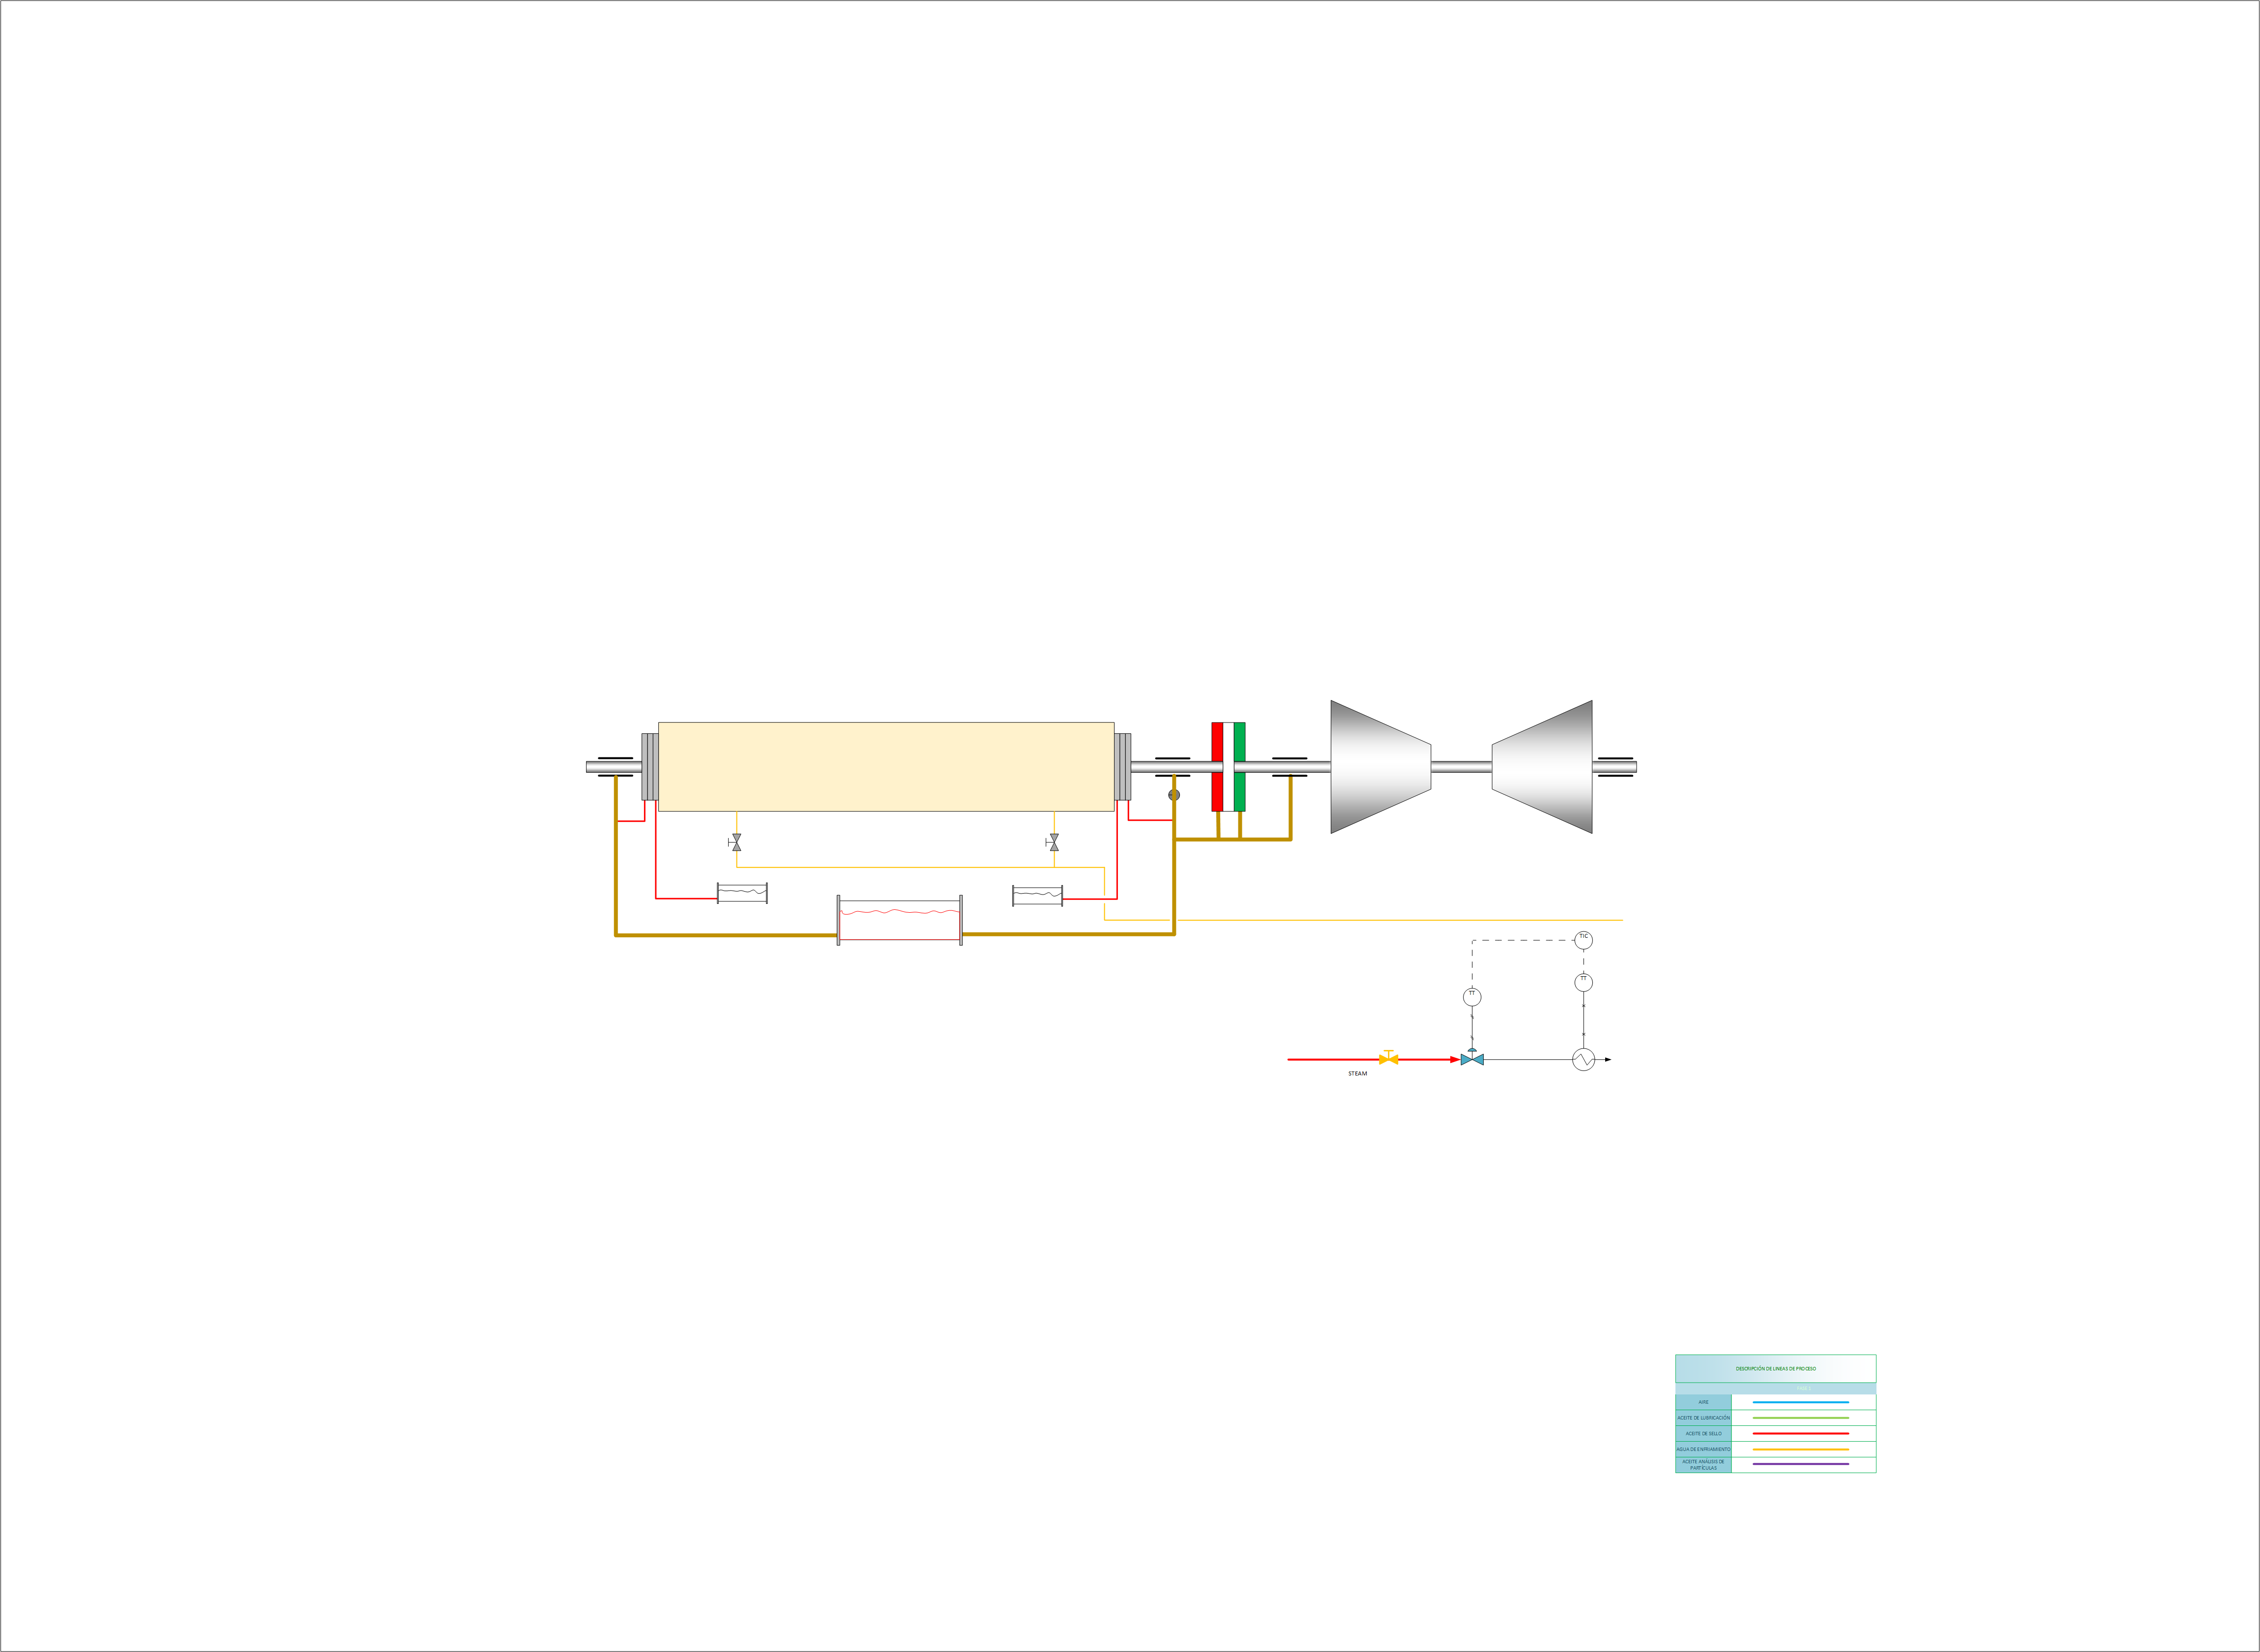 TIC
TT
TT
STEAM
DESCRIPCIÓN DE LINEAS DE PROCESO
AIRE
ACEITE DE LUBRICACIÓN
ACEITE DE SELLO
AGUA DE ENFRIAMIENTO
ACEITE ANÁLISIS DE
PARTÍCULAS